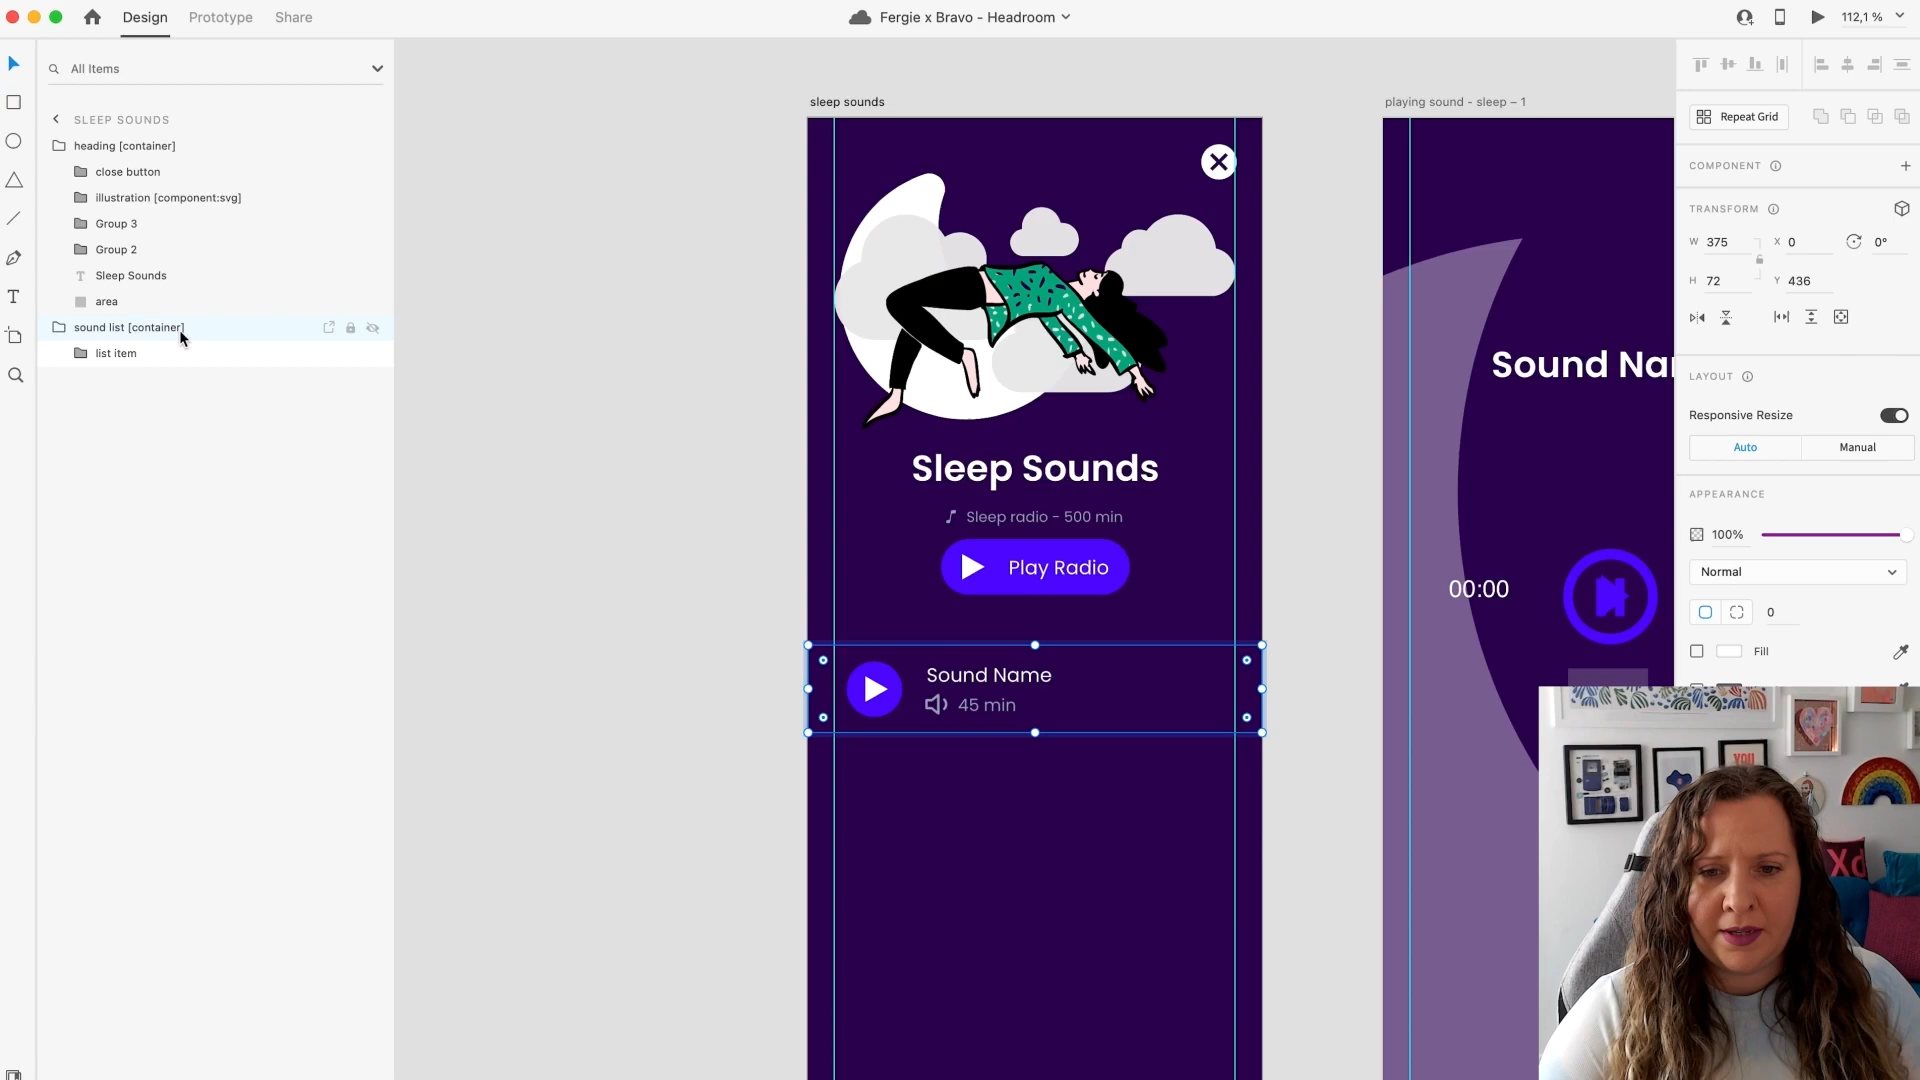 Design
Prototype
Share
Fergie x Bravo - Headroom
112,1 %
All Items
SLEEP SOUNDS
heading [container]
close button
illustration [component:svg]
Group 3
Group 2
Sleep Sounds
area
sound list [container]
list item
sleep sounds
Sleep Sounds
Sleep radio - 500 min
Play Radio
Sound Name
45 min
playing sound - sleep – 1
Sound Nar
00:00
Repeat Grid
COMPONENT
TRANSFORM
W 375
X 0
0°
H 72
Y 436
LAYOUT
Responsive Resize
Auto
Manual
APPEARANCE
100%
Normal
0
Fill
YOU
Xd